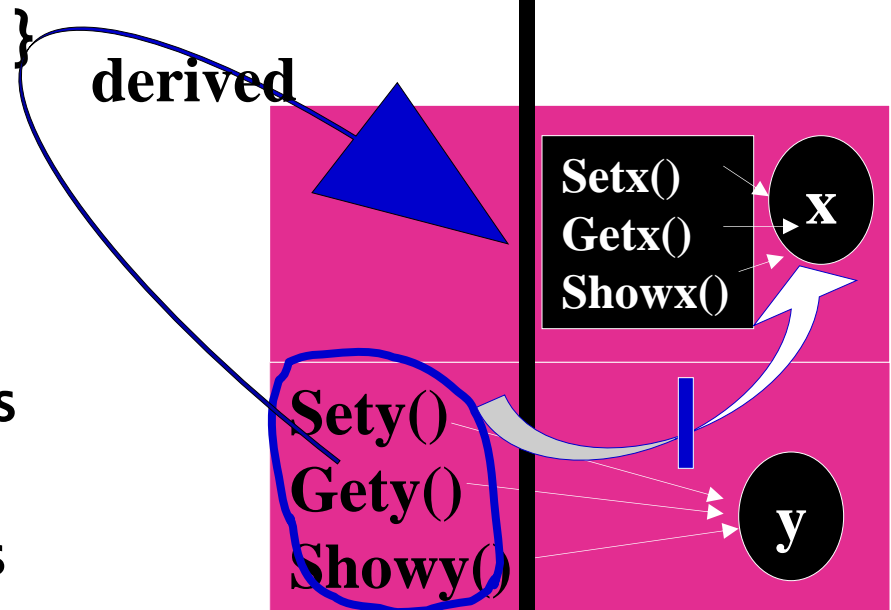 }
derived
Setx()
Getx()
Showx()
x
s
Sety()
Gety()
Showy()
y
s